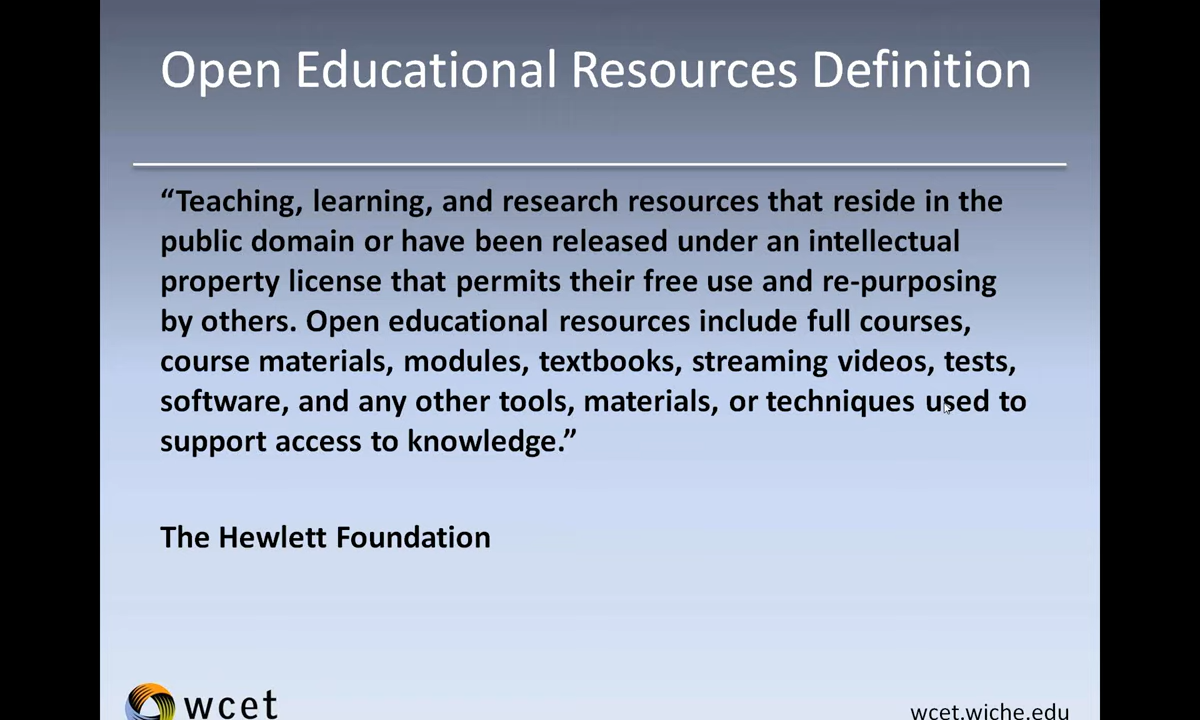 Open Educational Resources Definition
“Teaching, learning, and research resources that reside in the
public domain or have been released under an intellectual
property license that permits their free use and re-purposing
by others. Open educational resources include full courses,
course materials, modules, textbooks, streaming videos, tests,
software, and any other tools, materials, or techniques used to
support access to knowledge.”
The Hewlett Foundation
wcet
wcet.wiche.edu